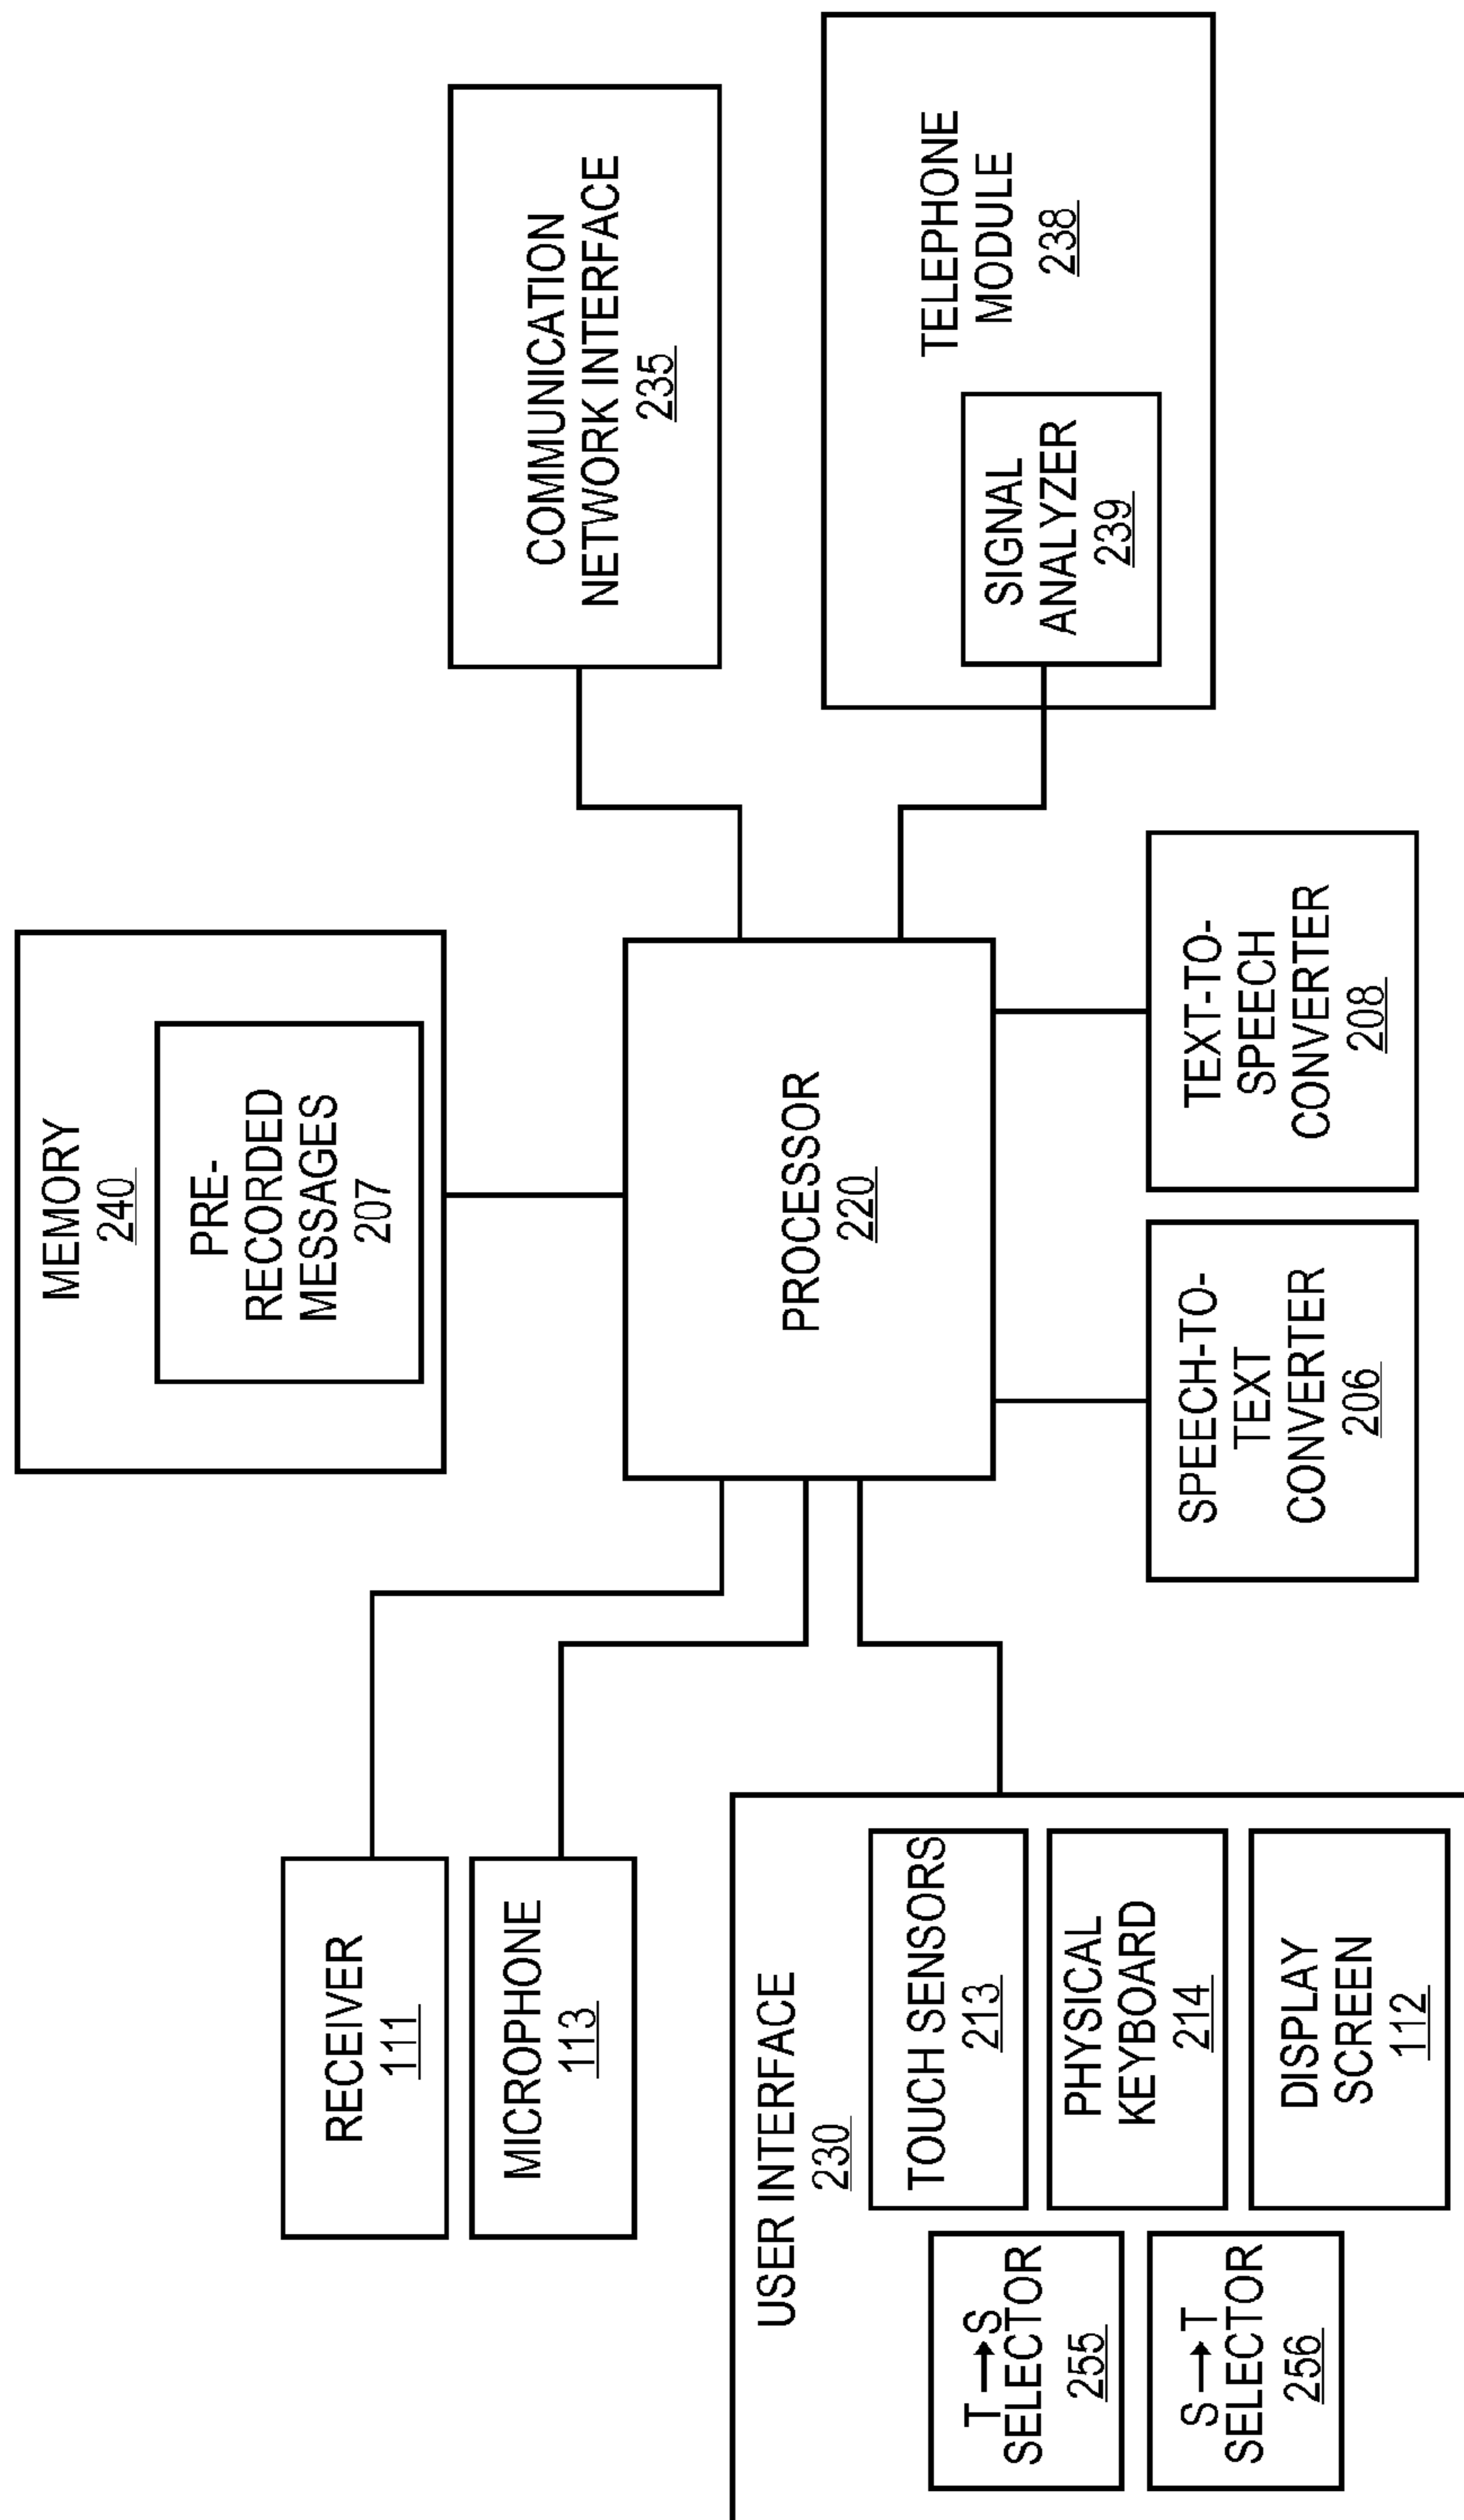 RECEIVER
111
MICROPHONE
113
USER INTERFACE
230
T→S
SELECTOR
255
S→T
SELECTOR
256
TOUCH SENSORS
213
PHYSICAL
KEYBOARD
214
DISPLAY
SCREEN
112
MEMORY
240
PRE-
RECORDED
MESSAGES
207
PROCESSOR
220
SPEECH-TO-
TEXT
CONVERTER
206
TEXT-TO-
SPEECH
CONVERTER
208
COMMUNICATION
NETWORK INTERFACE
235
TELEPHONE
MODULE
238
SIGNAL
ANALYZER
239